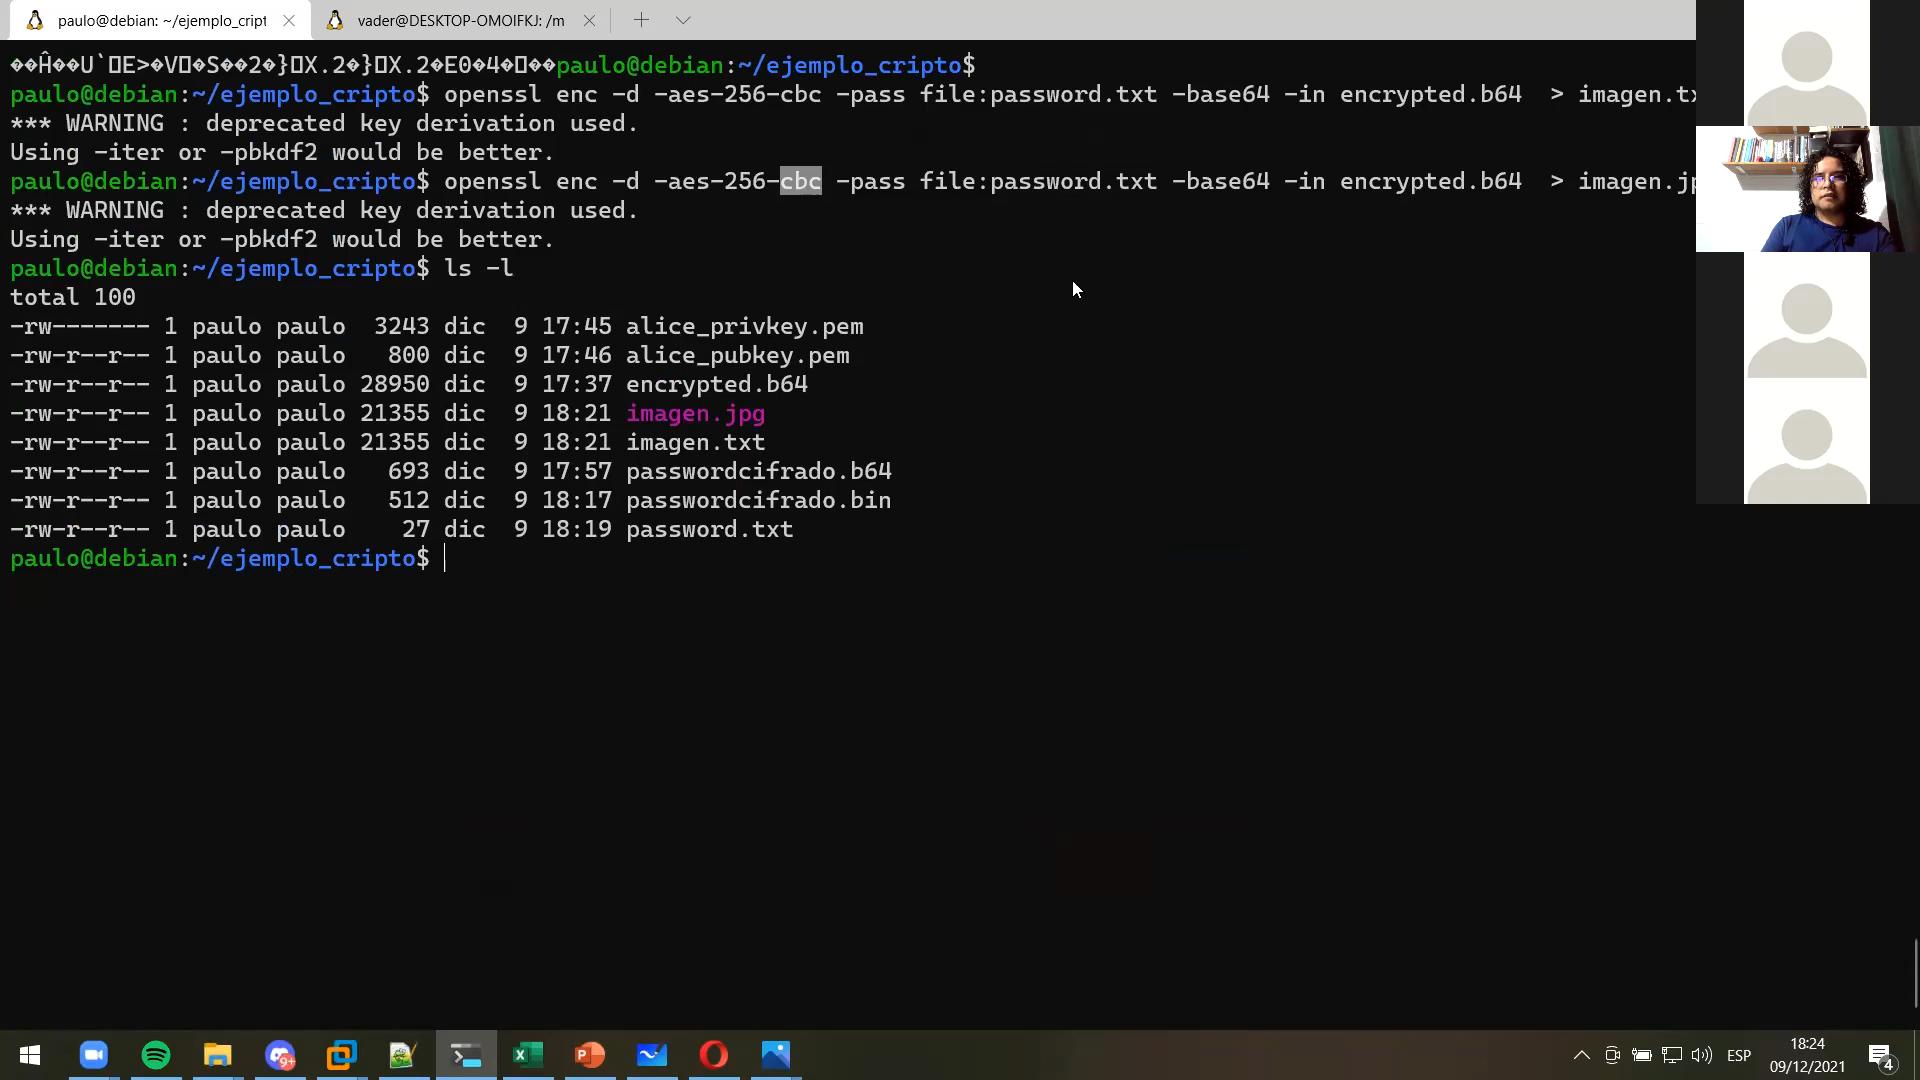 paulo@debian: ~/ejemplo_cript
vader@DESKTOP-OMOIFKJ: /m
paulo@debian:~/ejemplo_cripto$
paulo@debian:~/ejemplo_cripto$ openssl enc -d -aes-256-cbc -pass file:password.txt -base64 -in encrypted.b64  > imagen.tx
*** WARNING : deprecated key derivation used.
Using -iter or -pbkdf2 would be better.
paulo@debian:~/ejemplo_cripto$ openssl enc -d -aes-256-cbc -pass file:password.txt -base64 -in encrypted.b64  > imagen.jp
*** WARNING : deprecated key derivation used.
Using -iter or -pbkdf2 would be better.
paulo@debian:~/ejemplo_cripto$ ls -l
total 100
-rw------- 1 paulo paulo  3243 dic  9 17:45 alice_privkey.pem
-rw-r--r-- 1 paulo paulo   800 dic  9 17:46 alice_pubkey.pem
-rw-r--r-- 1 paulo paulo 28950 dic  9 17:37 encrypted.b64
-rw-r--r-- 1 paulo paulo 21355 dic  9 18:21 imagen.jpg
-rw-r--r-- 1 paulo paulo 21355 dic  9 18:21 imagen.txt
-rw-r--r-- 1 paulo paulo   693 dic  9 17:57 passwordcifrado.b64
-rw-r--r-- 1 paulo paulo   512 dic  9 18:17 passwordcifrado.bin
-rw-r--r-- 1 paulo paulo    27 dic  9 18:19 password.txt
paulo@debian:~/ejemplo_cripto$
9+
ESP
18:24
09/12/2021
4